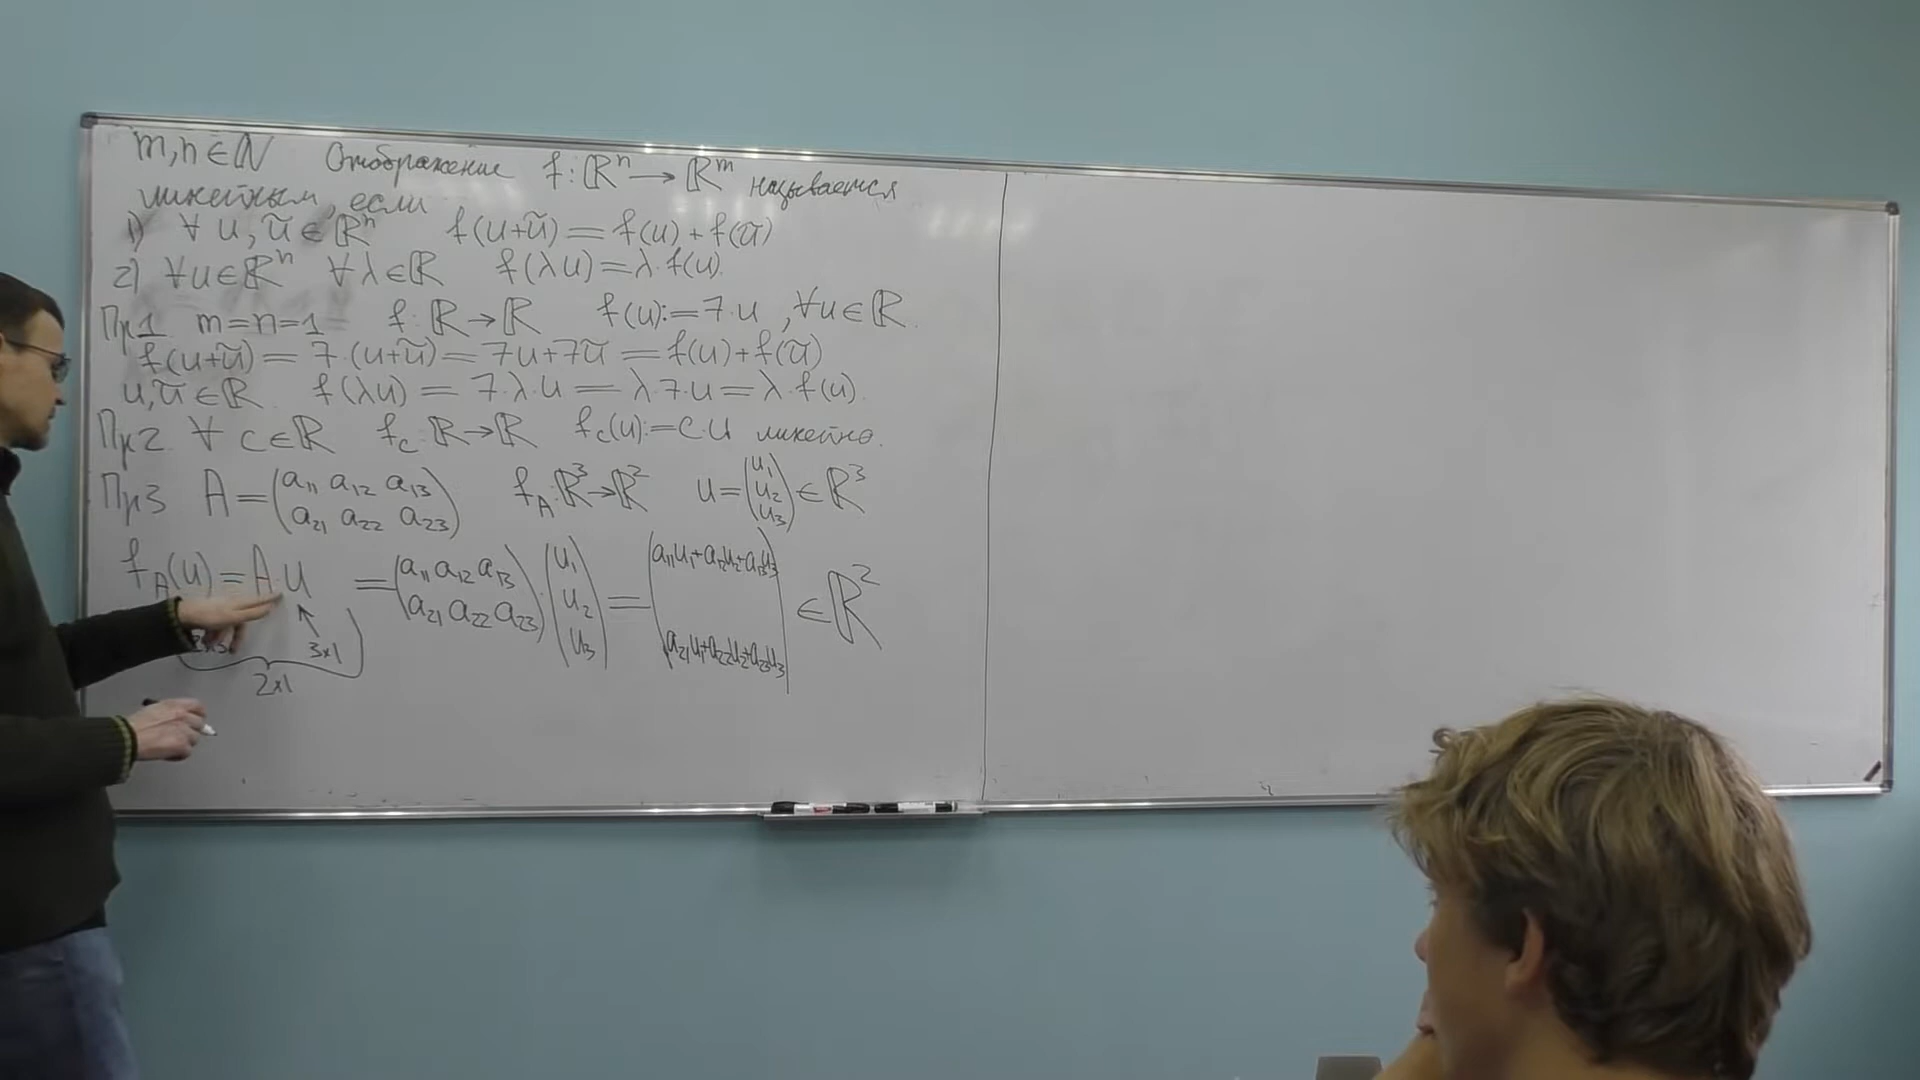 m,n∈ℕ Отображение f:ℝⁿ→ℝᵐ называется
линейным, если
1) ∀ u,ũ∈ℝⁿ f(u+ũ)=f(u)+f(ũ)
2) ∀u∈ℝⁿ ∀λ∈ℝ f(λu)=λ·f(u).
Пр1 m=n=1 f:ℝ→ℝ f(u):=7·u, ∀u∈ℝ.
f(u+ũ)=7·(u+ũ)=7u+7ũ=f(u)+f(ũ)
u,ũ∈ℝ f(λu)=7·λ·u=λ·7·u=λ·f(u).
Пр2 ∀ c∈ℝ f_c:ℝ→ℝ f_c(u):=c·u линейно.
Пр3 A=(a₁₁ a₁₂ a₁₃ / a₂₁ a₂₂ a₂₃) f_A:ℝ³→ℝ² u=(u₁ / u₂ / u₃)∈ℝ³
f_A(u)=A·u =(a₁₁ a₁₂ a₁₃ / a₂₁ a₂₂ a₂₃)·(u₁ / u₂ / u₃)=(a₁₁u₁+a₁₂u₂+a₁₃u₃ / a₂₁u₁+a₂₂u₂+a₂₃u₃)∈ℝ²
2x3 3x1
2x1